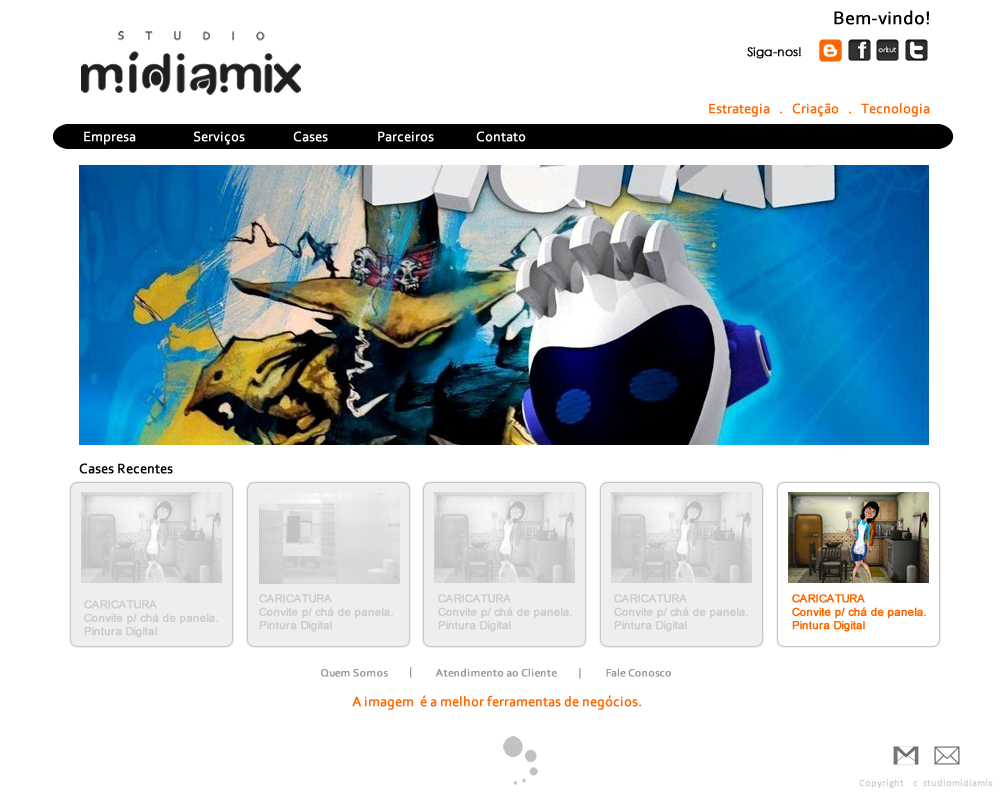 Bem-vindo!
STUDIO
mídiamix
Siga-nos!
orkut
Estrategia . Criação . Tecnologia
Empresa Serviços Cases Parceiros Contato
Cases Recentes
CARICATURA
Convite p/ chá de panela.
Pintura Digital
CARICATURA
Convite p/ chá de panela.
Pintura Digital
CARICATURA
Convite p/ chá de panela.
Pintura Digital
CARICATURA
Convite p/ chá de panela.
Pintura Digital
CARICATURA
Convite p/ chá de panela.
Pintura Digital
Quem Somos | Atendimento ao Cliente | Fale Conosco
A imagem é a melhor ferramentas de negócios.
Copyright c studiomidiamix